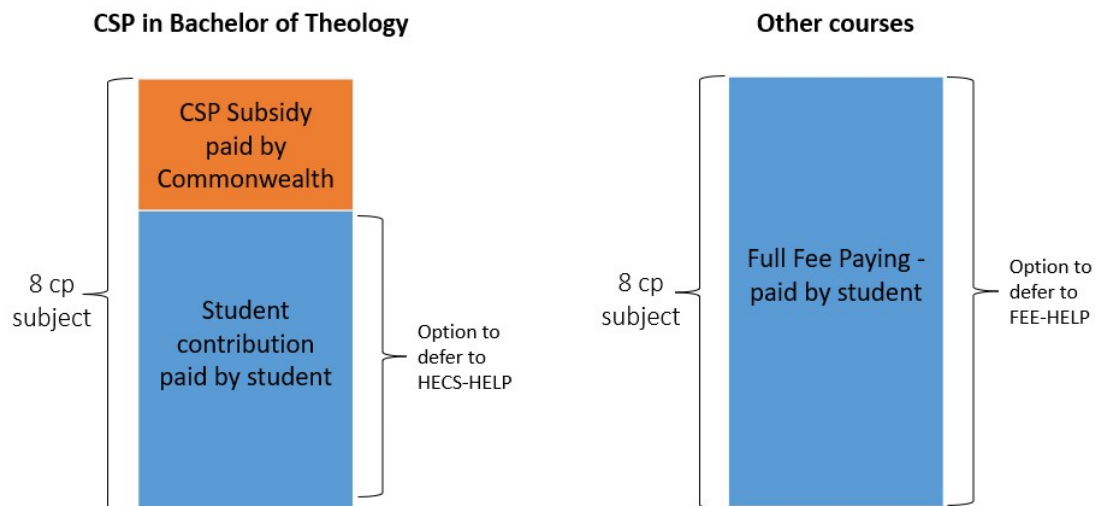 CSP in Bachelor of Theology
CSP Subsidy
paid by
Commonwealth
8 cp
subject
Student
contribution
paid by student
Option to
defer to
HECS-HELP
Other courses
8 cp
subject
Full Fee Paying -
paid by student
Option to
defer to
FEE-HELP